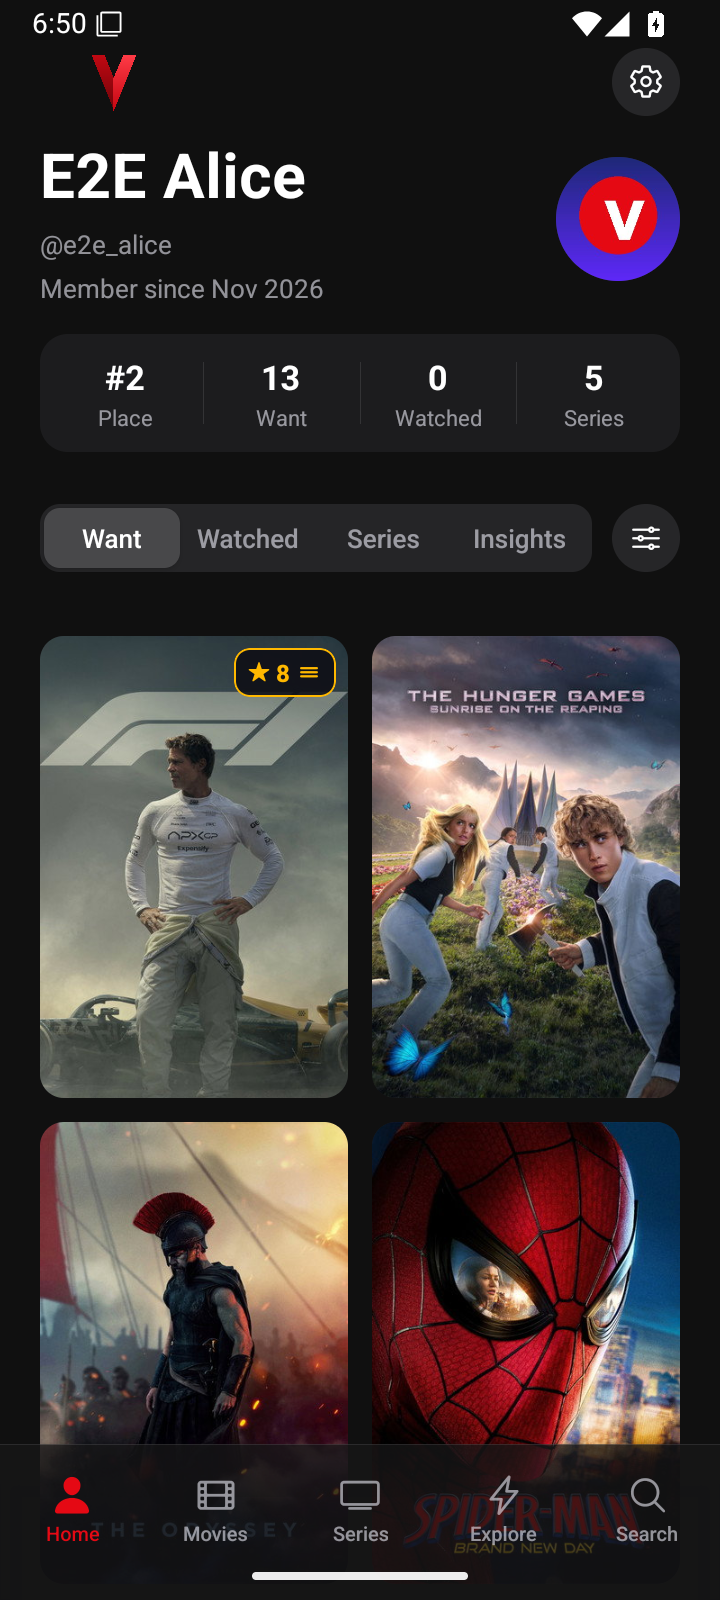 6:50
E2E Alice
@e2e_alice
Member since Nov 2026
#2 13 0 5
Place Want Watched Series
Want Watched Series Insights
8
THE HUNGER GAMES
SUNRISE ON THE REAPING
APXGP
Expensify
THE ODYSSEY
SPIDER-MAN
BRAND NEW DAY
Home Movies Series Explore Search